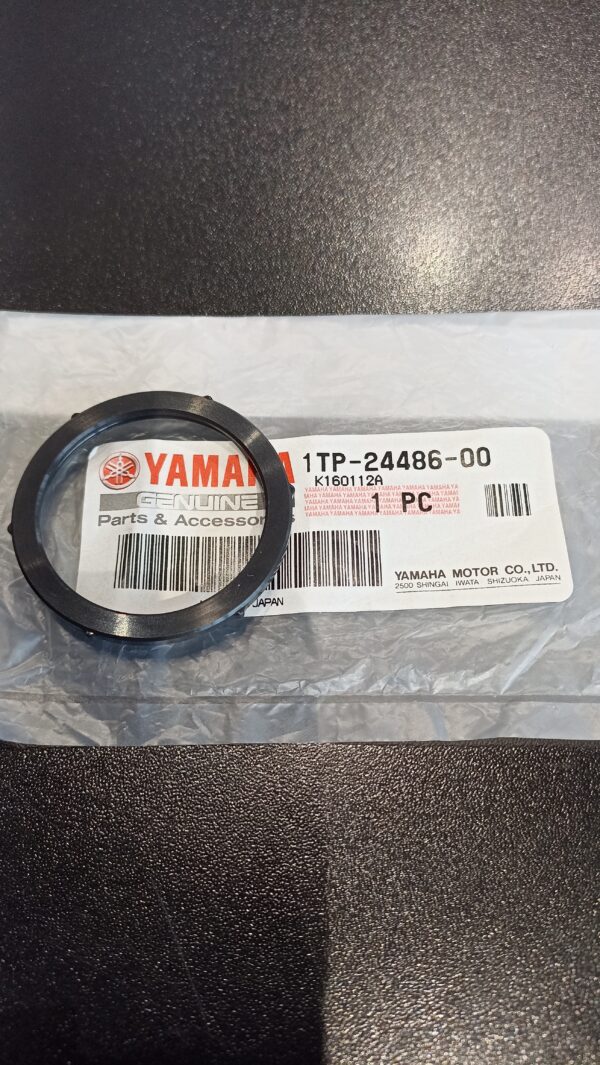 YAMAHA 1TP-24486-00
K160112A
GENUINE
1 PC
Parts & Accessor
YAMAHA MOTOR CO.,LTD.
2500 SHINGAI IWATA SHIZUOKA JAPAN
JAPAN